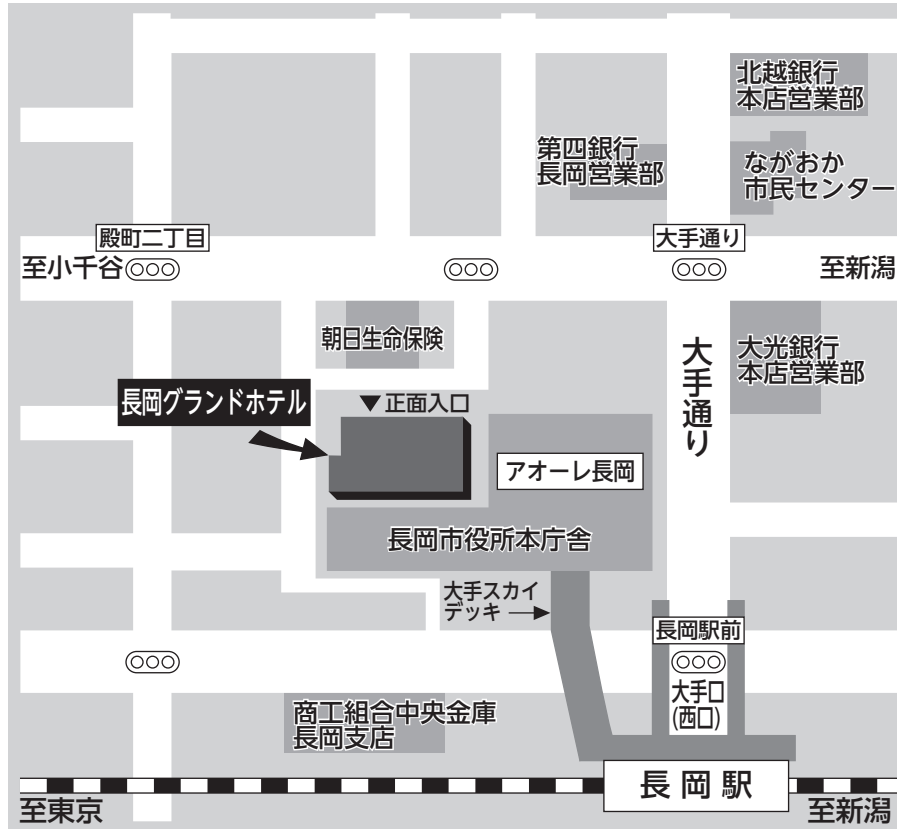 北越銀行
本店営業部
第四銀行
長岡営業部
ながおか
市民センター
殿町二丁目
大手通り
至小千谷
至新潟
朝日生命保険
大手通り
大光銀行
本店営業部
長岡グランドホテル
▼正面入口
アオーレ長岡
長岡市役所本庁舎
大手スカイ
デッキ
長岡駅前
大手口
(西口)
商工組合中央金庫
長岡支店
長岡駅
至東京
至新潟